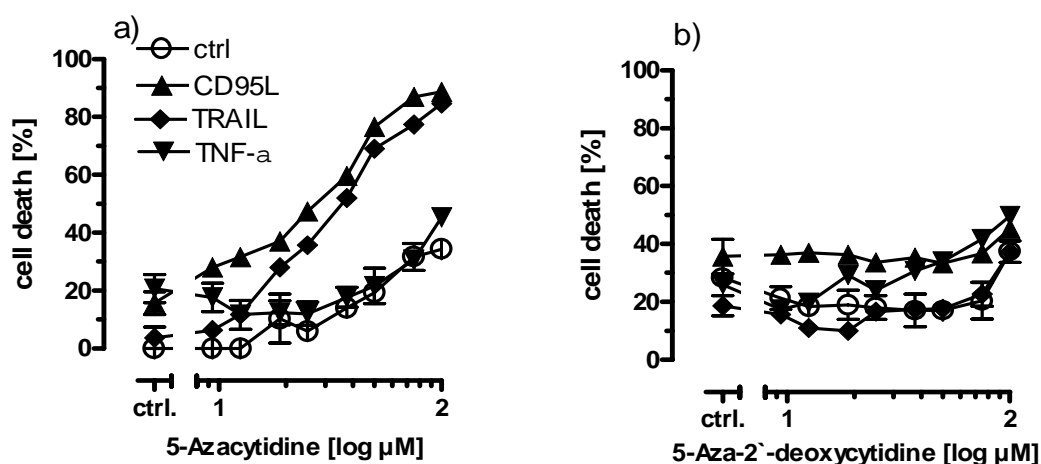 a)
ctrl
CD95L
TRAIL
TNF-a
cell death [%]
100
80
60
40
20
0
ctrl.
1
2
5-Azacytidine [log µM]
b)
cell death [%]
100
80
60
40
20
0
ctrl.
1
2
5-Aza-2`-deoxycytidine [log µM]